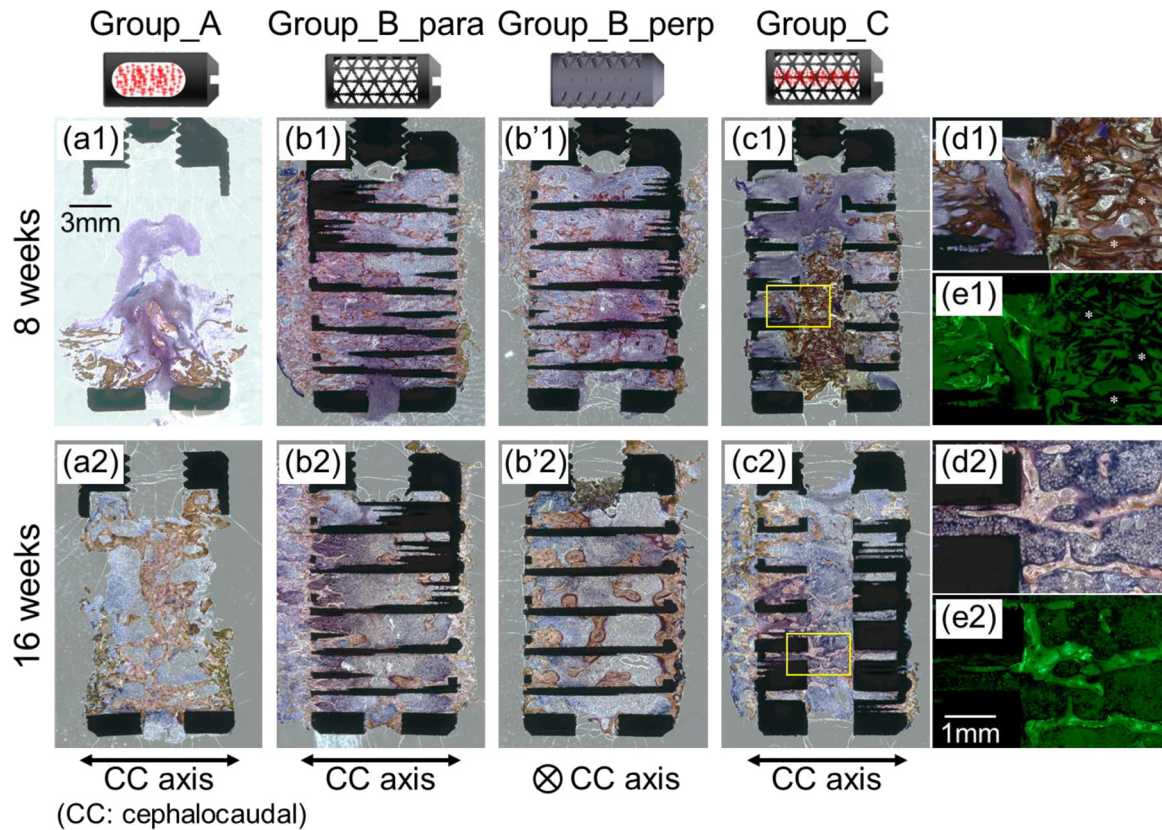 Group_A Group_B_para Group_B_perp Group_C
8 weeks
(a1) (b1) (b'1) (c1) (d1)
3mm
* * *
(e1)
* * *
16 weeks
(a2) (b2) (b'2) (c2) (d2)
(e2)
1mm
CC axis CC axis ⊗ CC axis CC axis
(CC: cephalocaudal)